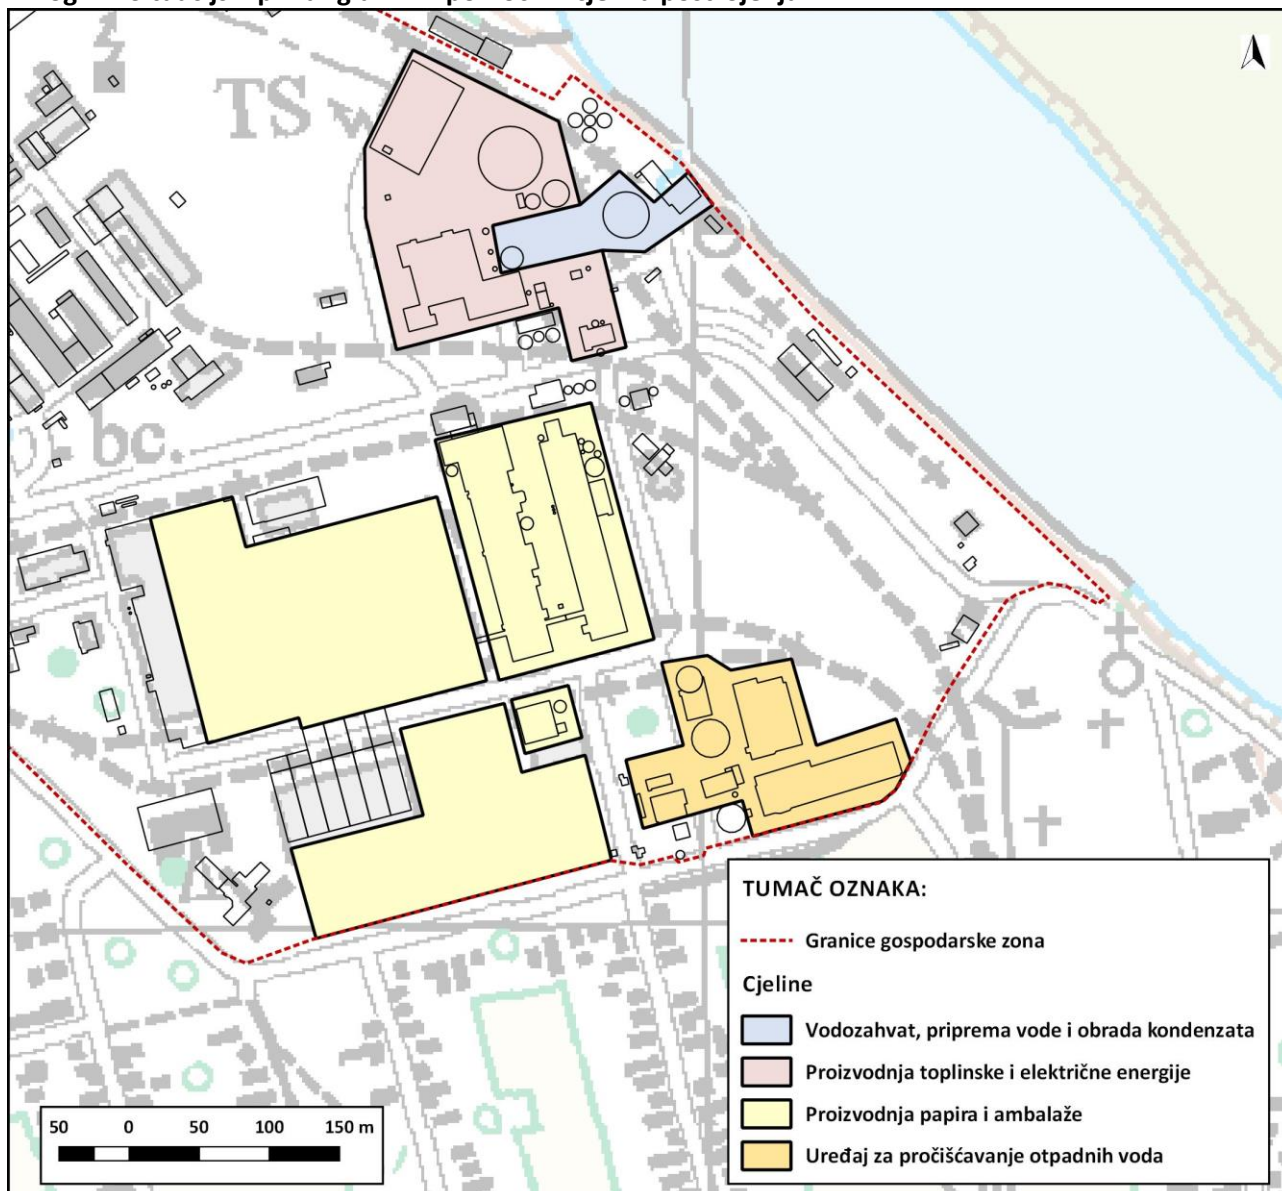 TS
bc.
TUMAČ OZNAKA:
Granice gospodarske zona
Cjeline
Vodozahvat, priprema vode i obrada kondenzata
Proizvodnja toplinske i električne energije
Proizvodnja papira i ambalaže
Uređaj za pročišćavanje otpadnih voda
50 0 50 100 150 m